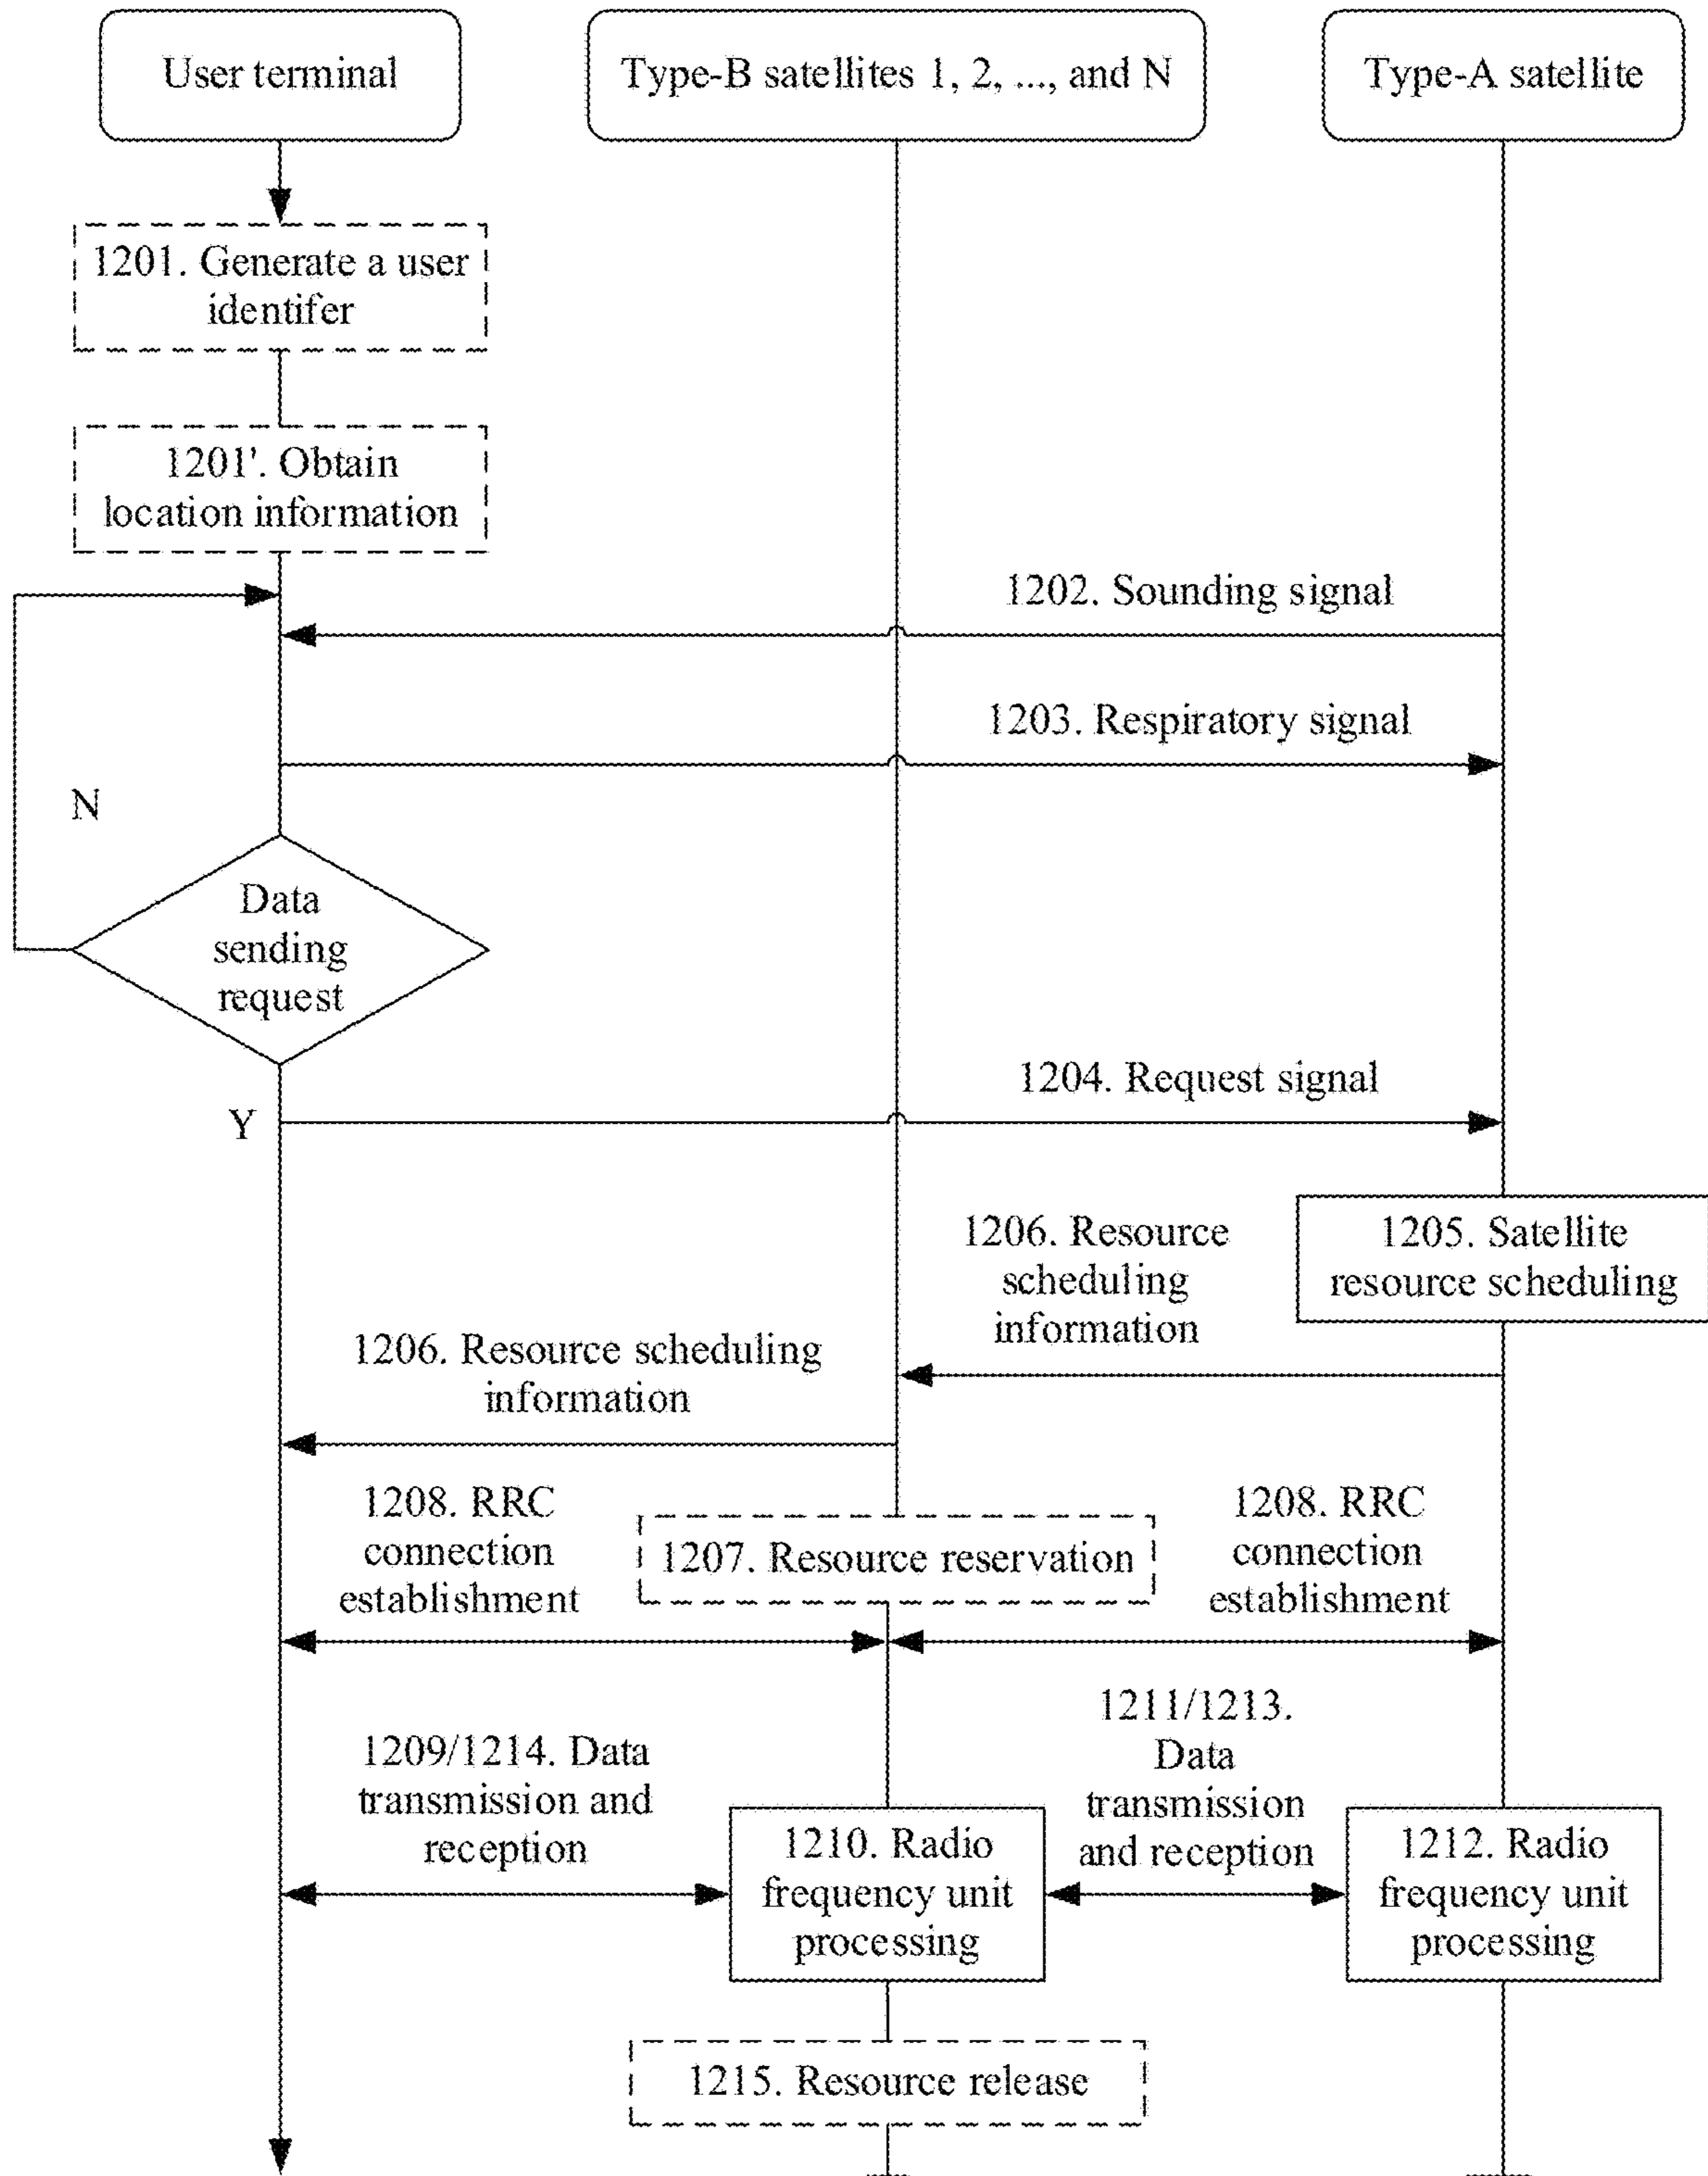 User terminal
Type-B satellites 1, 2, ..., and N
Type-A satellite
1201. Generate a user
identifer
1201'. Obtain
location information
1202. Sounding signal
1203. Respiratory signal
N
Data
sending
request
1204. Request signal
Y
1205. Satellite
resource scheduling
1206. Resource
scheduling
information
1206. Resource scheduling
information
1208. RRC
connection
establishment
1207. Resource reservation
1208. RRC
connection
establishment
1209/1214. Data
transmission and
reception
1211/1213.
Data
transmission
and reception
1210. Radio
frequency unit
processing
1212. Radio
frequency unit
processing
1215. Resource release